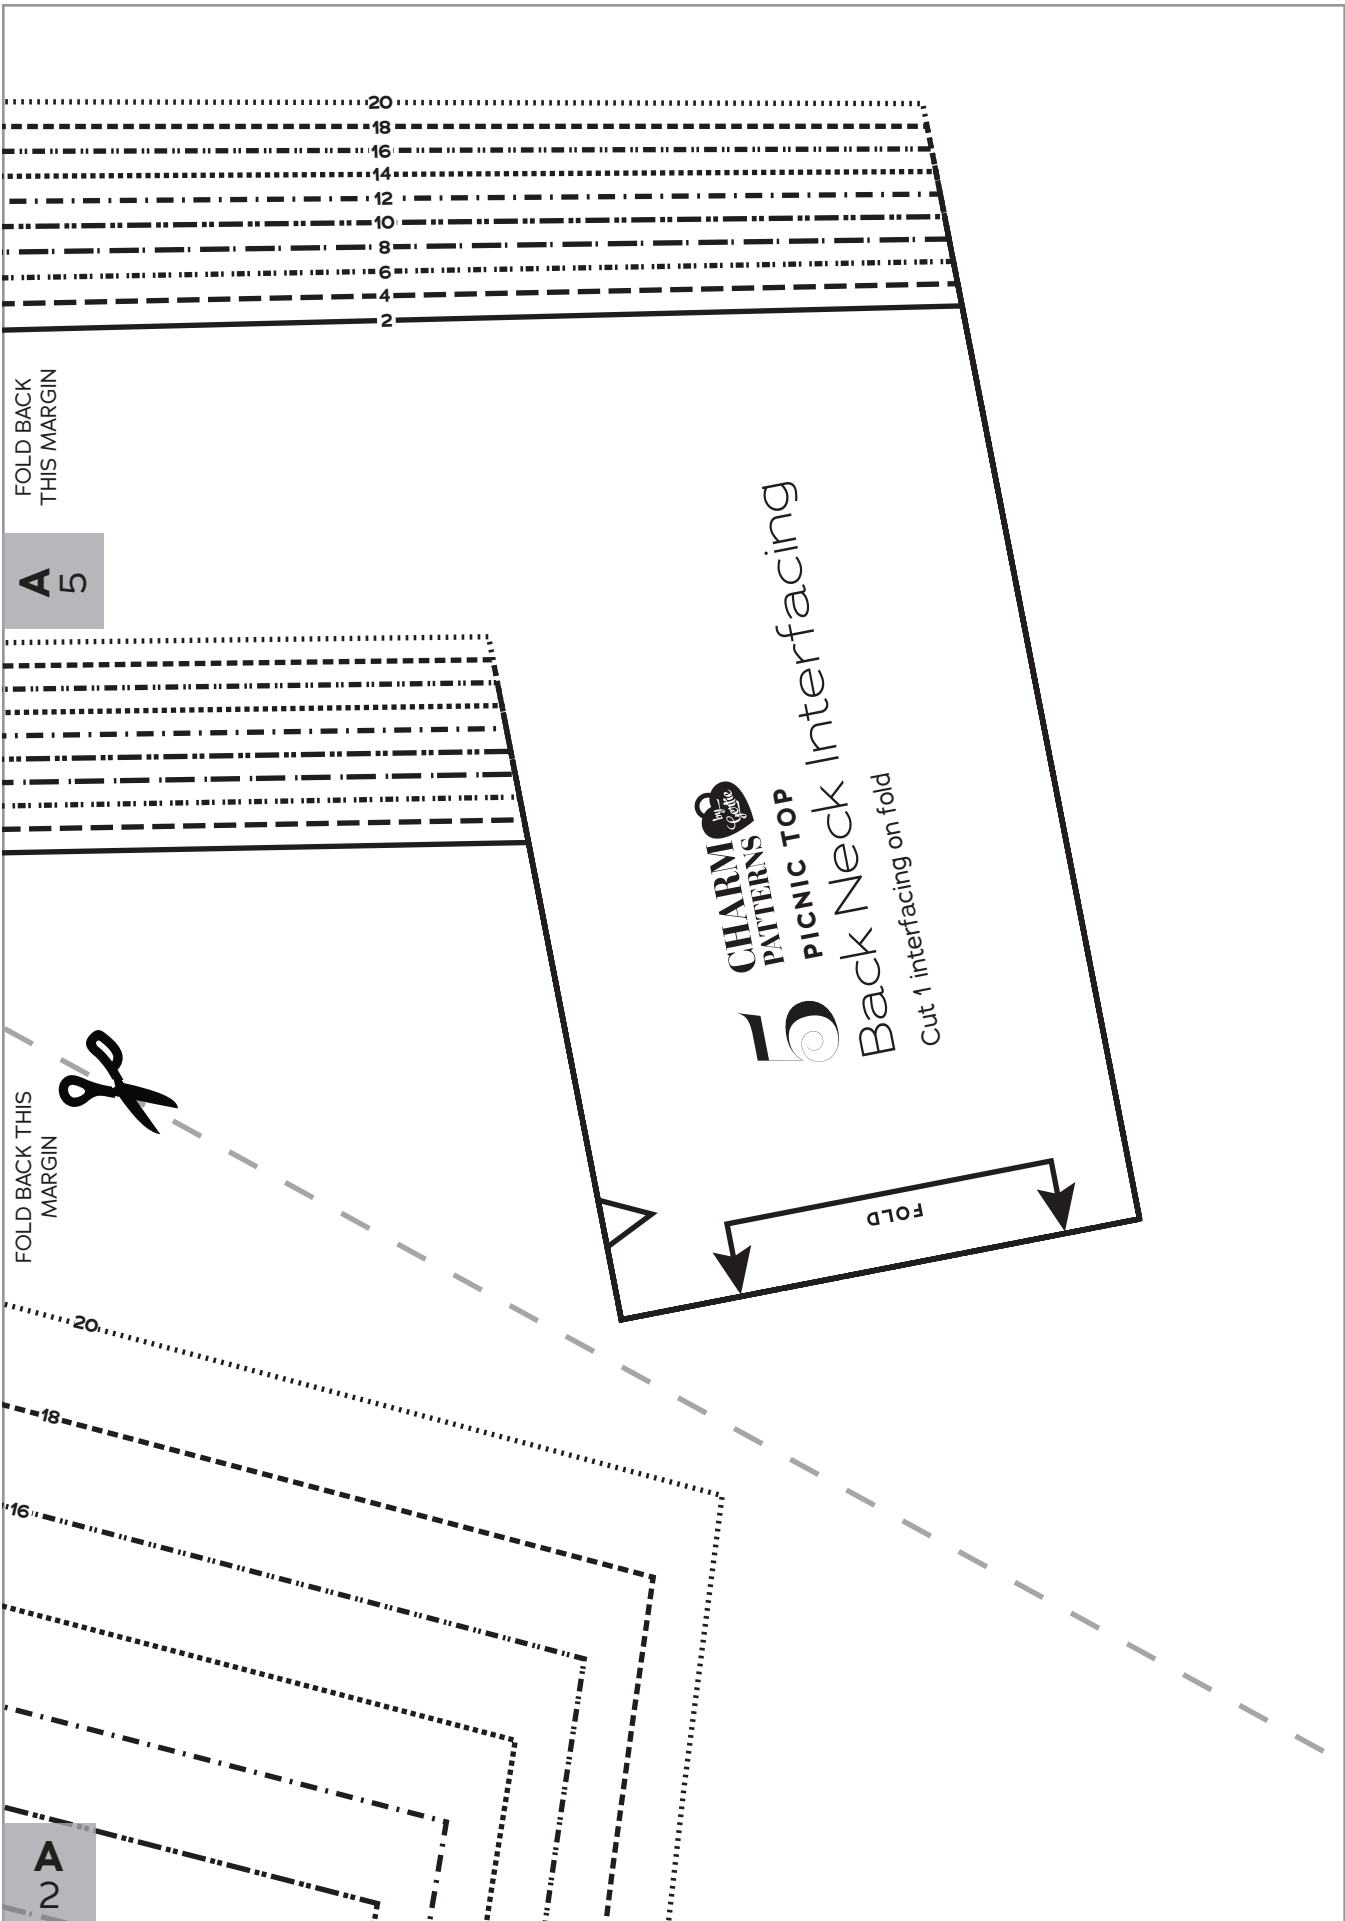 20
18
16
14
12
10
8
6
4
2
FOLD BACK
THIS MARGIN
A
5
by
Gertie
CHARM
PATTERNS
PICNIC TOP
5
Back Neck Interfacing
Cut 1 interfacing on fold
FOLD
FOLD BACK THIS
MARGIN
20
18
16
A
2